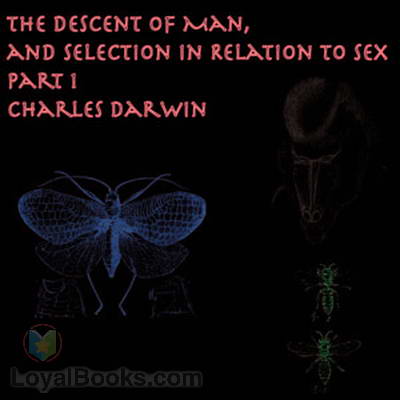 The Descent of Man,
and Selection in Relation to Sex
Part 1
Charles Darwin
LoyalBooks.com